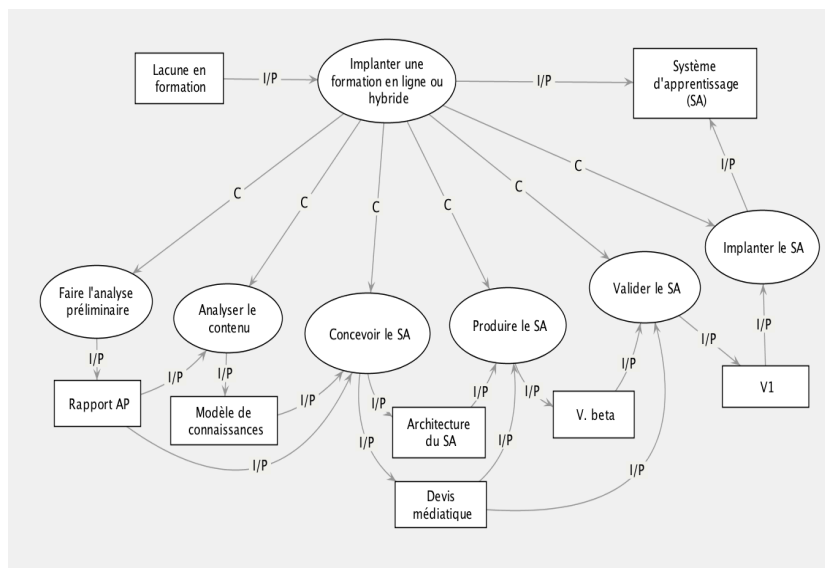 Lacune en
formation
I/P
Implanter une
formation en ligne ou
hybride
I/P
Système
d'apprentissage
(SA)
I/P
C
C
C
C
C
C
Implanter le SA
Faire l'analyse
préliminaire
Analyser le
contenu
Concevoir le SA
Produire le SA
Valider le SA
I/P
I/P
I/P
I/P
I/P
I/P
I/P
I/P
I/P
I/P
Rapport AP
Modèle de
connaissances
Architecture
du SA
V. beta
V1
I/P
I/P
I/P
I/P
Devis
médiatique